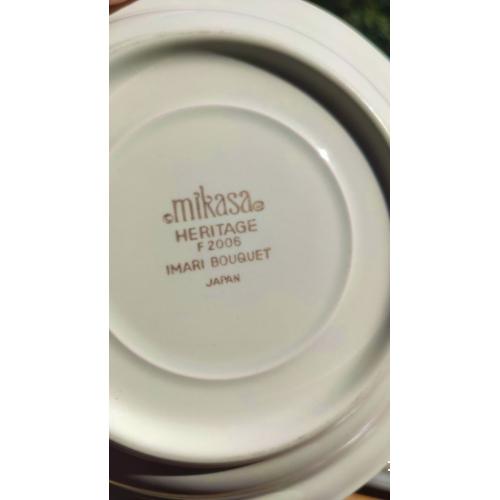 ©mikasa®
HERITAGE
F 2006
IMARI BOUQUET
JAPAN